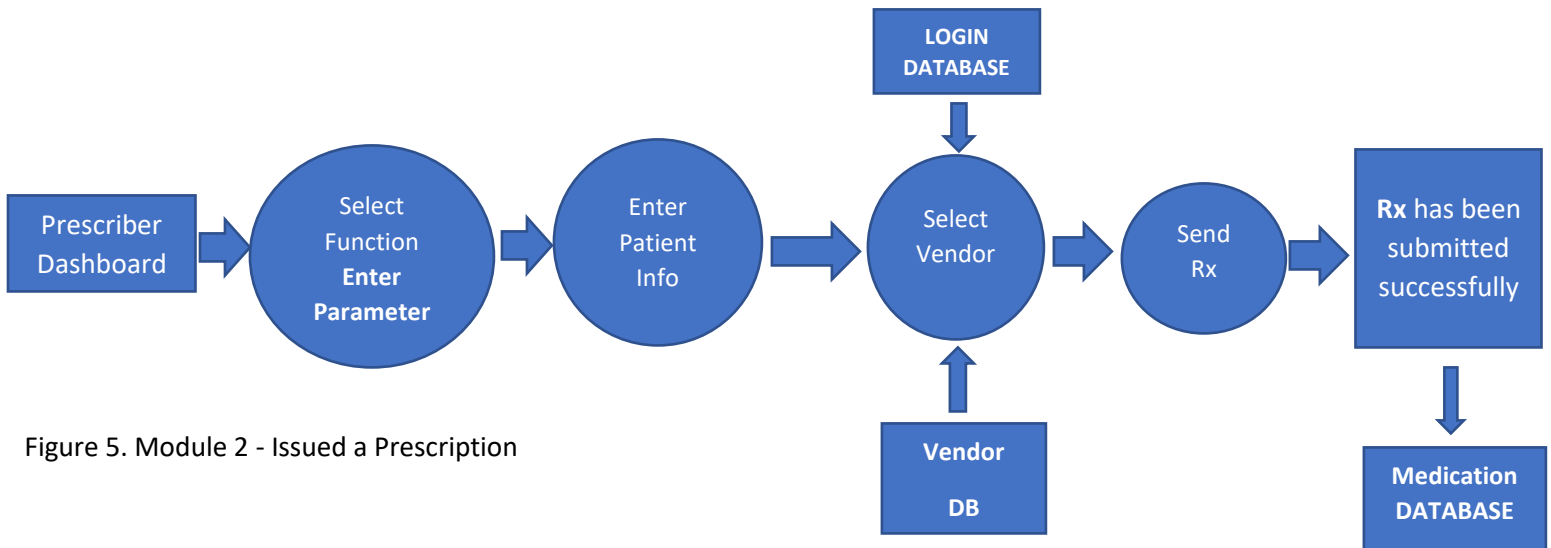 LOGIN
DATABASE
Prescriber
Dashboard
Select
Function
Enter
Parameter
Enter
Patient
Info
Select
Vendor
Send
Rx
Rx has been
submitted
successfully
Vendor
DB
Medication
DATABASE
Figure 5. Module 2 - Issued a Prescription